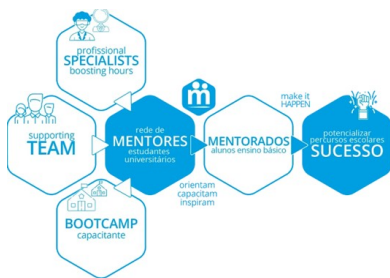 profissional
SPECIALISTS
boosting hours
supporting
TEAM
rede de
MENTORES
estudantes
universitários
m
orientam
capacitam
inspiram
MENTORADOS
alunos ensino básico
make it
HAPPEN
potencializar
percursos escolares
SUCESSO
BOOTCAMP
capacitante